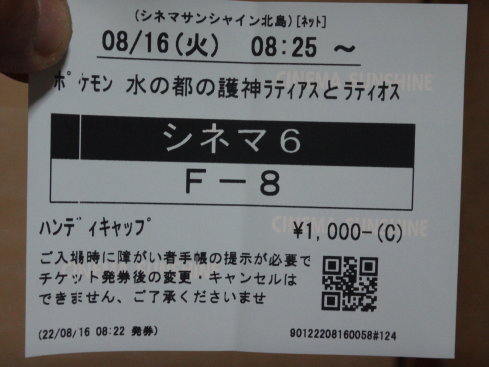 (シネマサンシャイン北島)[ネット]
08/16(火) 08:25 ~
ポケモン 水の都の護神ラティアスとラティオス
CINEMA SUNSHINE
シネマ6
F-8
ハンディキャップ ¥1,000-(C)
CINEMA SUNSHINE
ご入場時に障がい者手帳の提示が必要で
チケット発券後の変更・キャンセルは
できません、ご了承くださいませ
(22/08/16 08:22 発券)
90122208160058#124